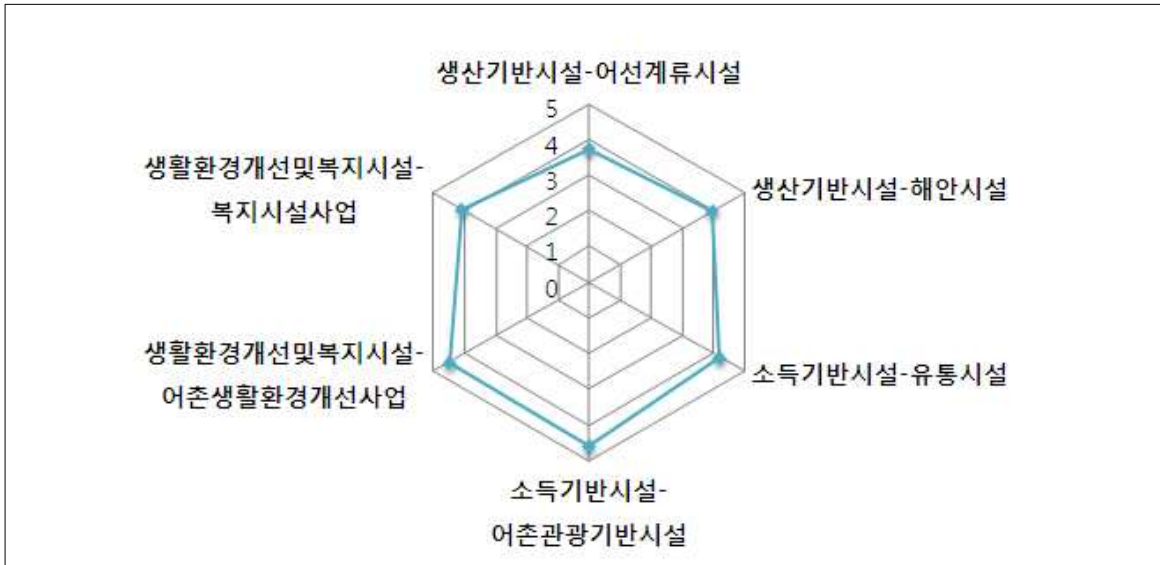 생산기반시설-어선계류시설
5
4
3
2
1
0
생산기반시설-해안시설
소득기반시설-유통시설
소득기반시설-
어촌관광기반시설
생활환경개선및복지시설-
어촌생활환경개선사업
생활환경개선및복지시설-
복지시설사업